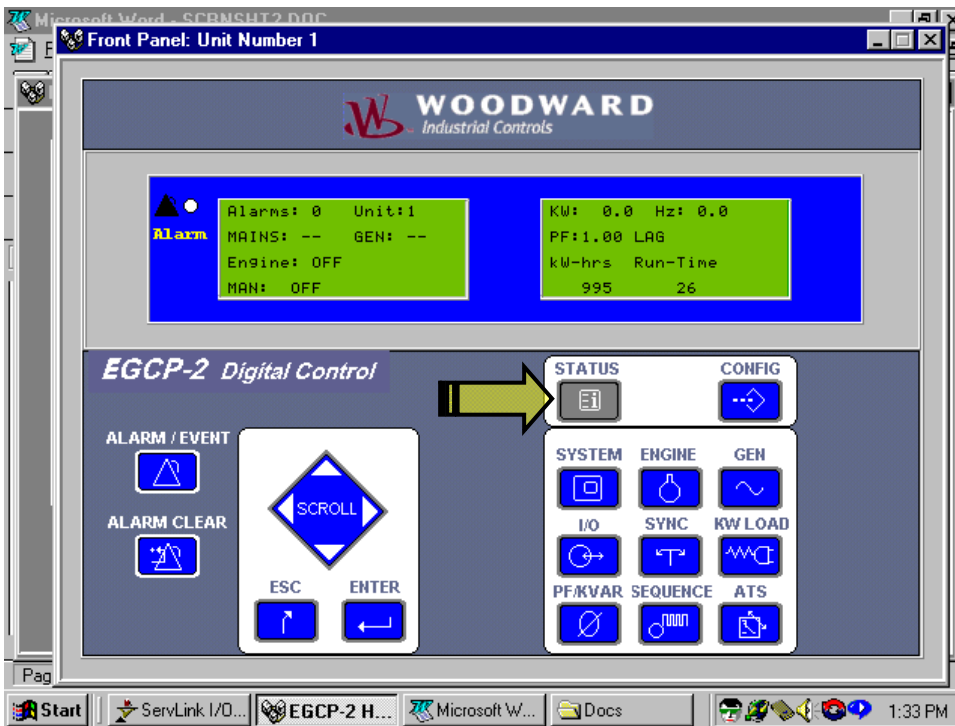 Microsoft Word - SCRNSHT2.DOC
Front Panel: Unit Number 1
WOODWARD
Industrial Controls
Alarm
Alarms: 0 Unit:1
MAINS: -- GEN: --
Engine: OFF
MAN: OFF
KW: 0.0 Hz: 0.0
PF:1.00 LAG
kW-hrs Run-Time
995 26
EGCP-2 Digital Control
STATUS
CONFIG
ALARM / EVENT
ALARM CLEAR
SCROLL
ESC
ENTER
SYSTEM
ENGINE
GEN
I/O
SYNC
KW LOAD
PF/KVAR
SEQUENCE
ATS
Pag
Start
ServLink I/O...
EGCP-2 H...
Microsoft W...
Docs
1:33 PM